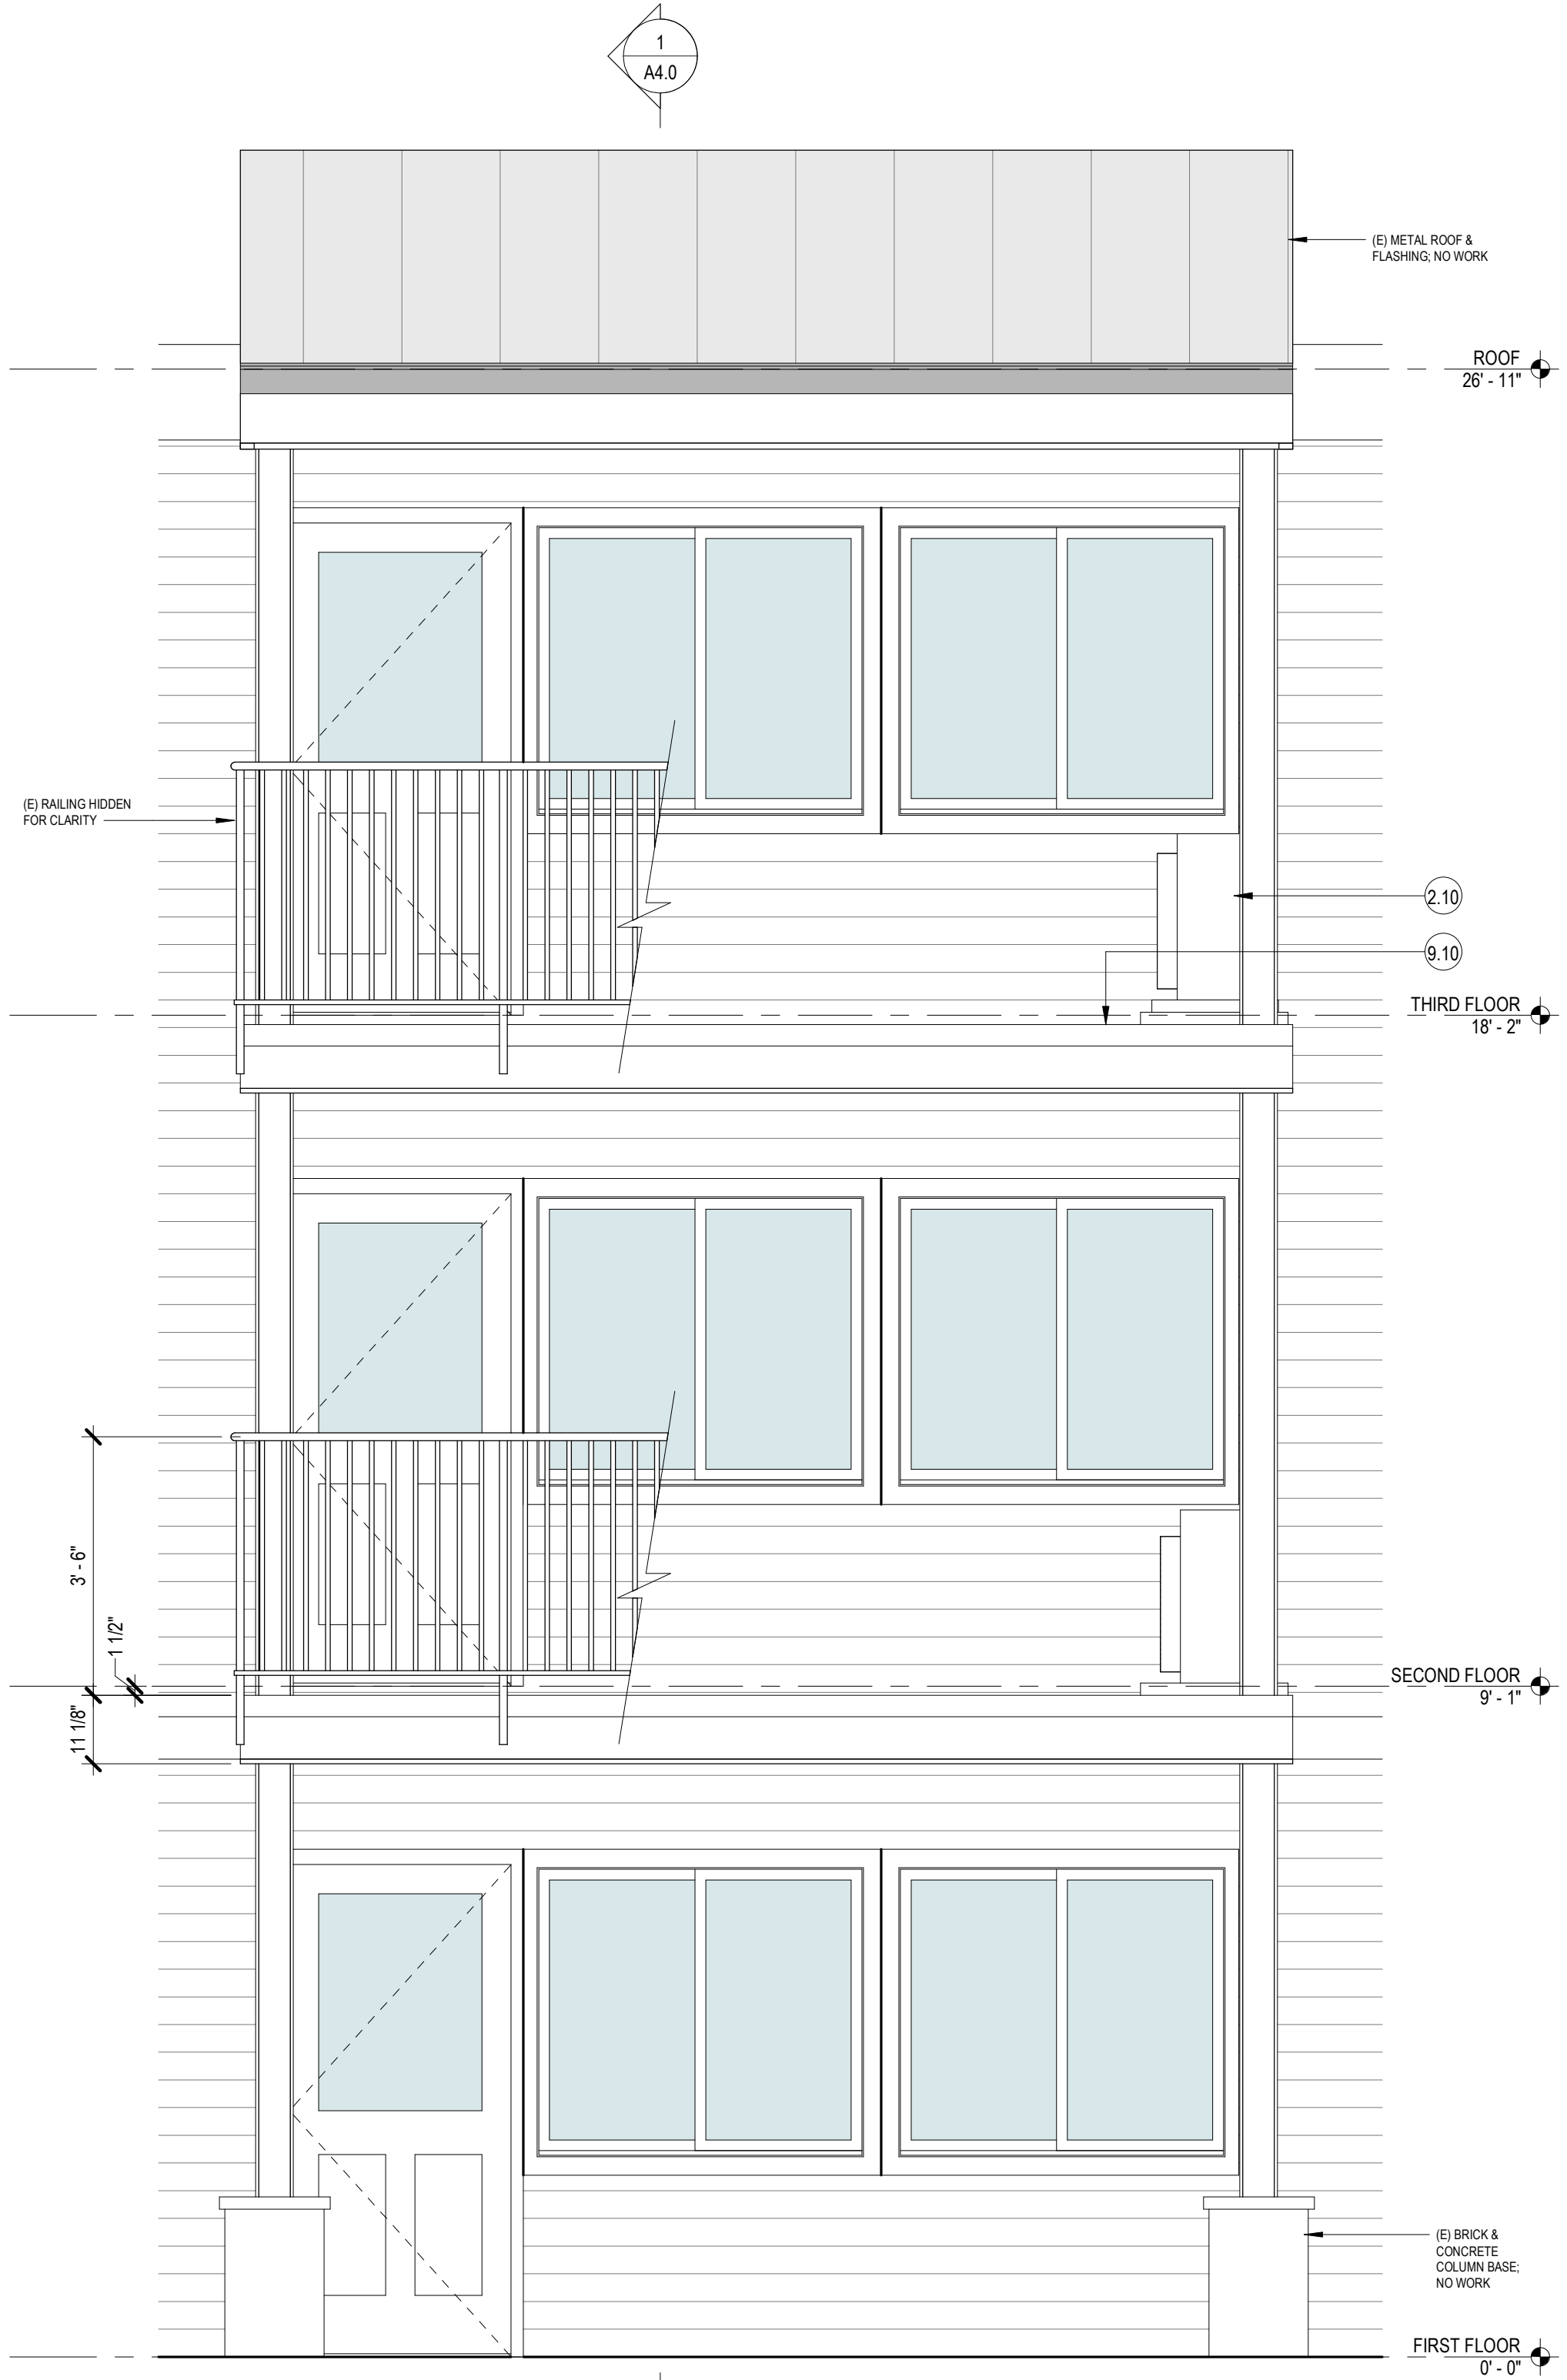 1
A4.0
(E) METAL ROOF &
FLASHING; NO WORK
ROOF
26' - 11"
(E) RAILING HIDDEN
FOR CLARITY
2.10
9.10
THIRD FLOOR
18' - 2"
3' - 6"
1 1/2"
11 1/8"
SECOND FLOOR
9' - 1"
(E) BRICK &
CONCRETE
COLUMN BASE;
NO WORK
FIRST FLOOR
0' - 0"